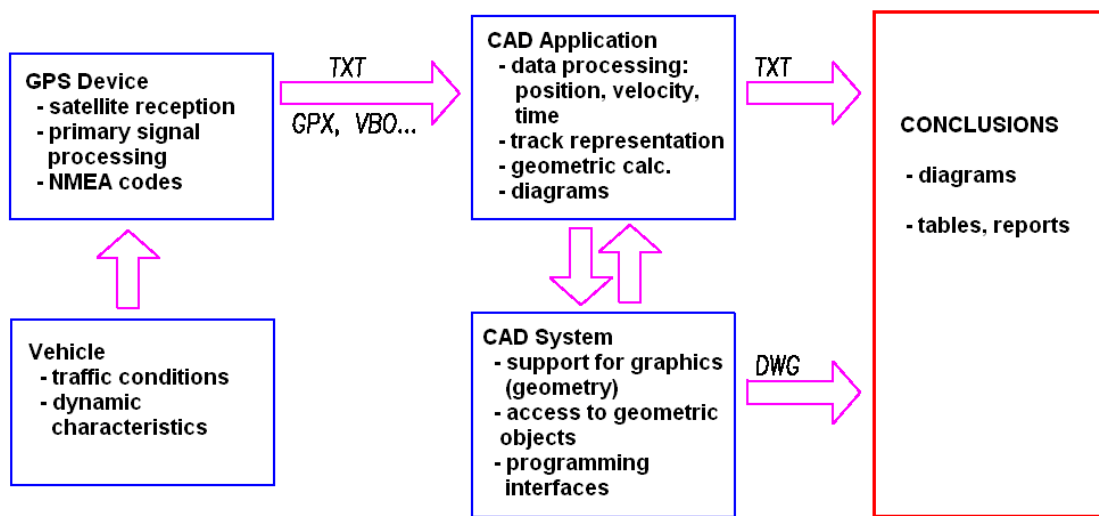 GPS Device
- satellite reception
- primary signal
processing
- NMEA codes
TXT
GPX, VBO...
CAD Application
- data processing:
position, velocity,
time
- track representation
- geometric calc.
- diagrams
TXT
CONCLUSIONS
- diagrams
- tables, reports
Vehicle
- traffic conditions
- dynamic
characteristics
CAD System
- support for graphics
(geometry)
- access to geometric
objects
- programming
interfaces
DWG